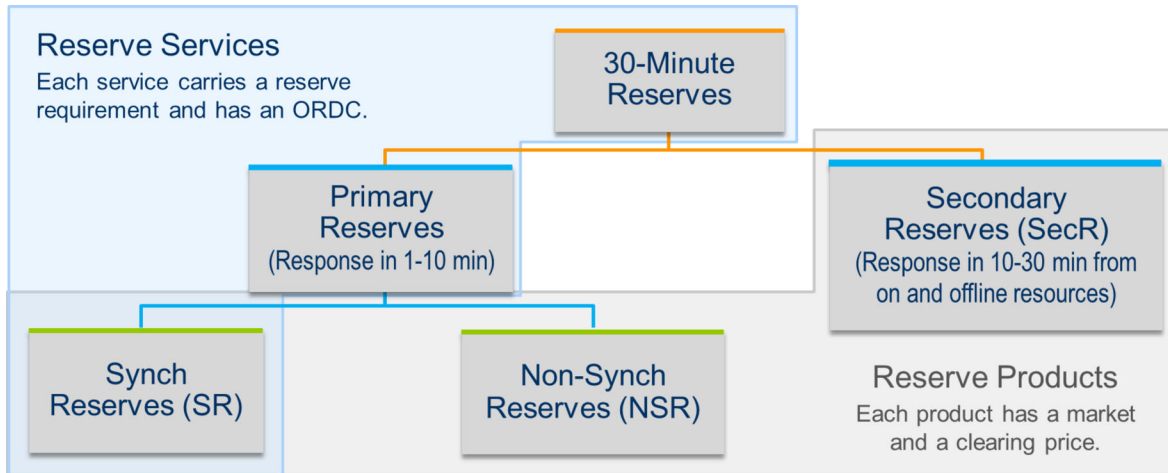 Reserve Services
Each service carries a reserve
requirement and has an ORDC.
30-Minute
Reserves
Primary
Reserves
(Response in 1-10 min)
Secondary
Reserves (SecR)
(Response in 10-30 min from
on and offline resources)
Synch
Reserves (SR)
Non-Synch
Reserves (NSR)
Reserve Products
Each product has a market
and a clearing price.